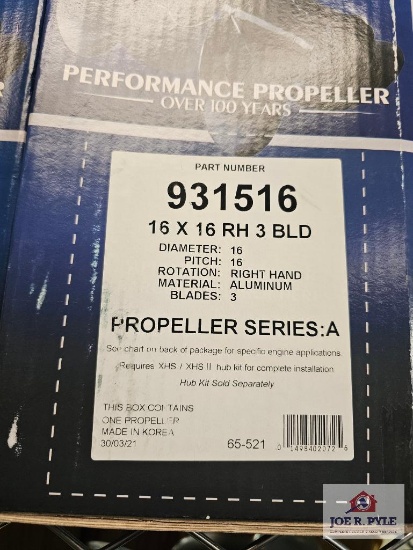 PERFORMANCE PROPELLER
OVER 100 YEARS
PART NUMBER
931516
16 X 16 RH 3 BLD
DIAMETER: 16
PITCH: 16
ROTATION: RIGHT HAND
MATERIAL: ALUMINUM
BLADES: 3
PROPELLER SERIES:A
See chart on back of package for specific engine applications.
Requires XHS / XHS II hub kit for complete installation
Hub Kit Sold Separately
THIS BOX CONTAINS
ONE PROPELLER
MADE IN KOREA
30/03/21
65-521
0 1498402072 6
JOE R. PYLE